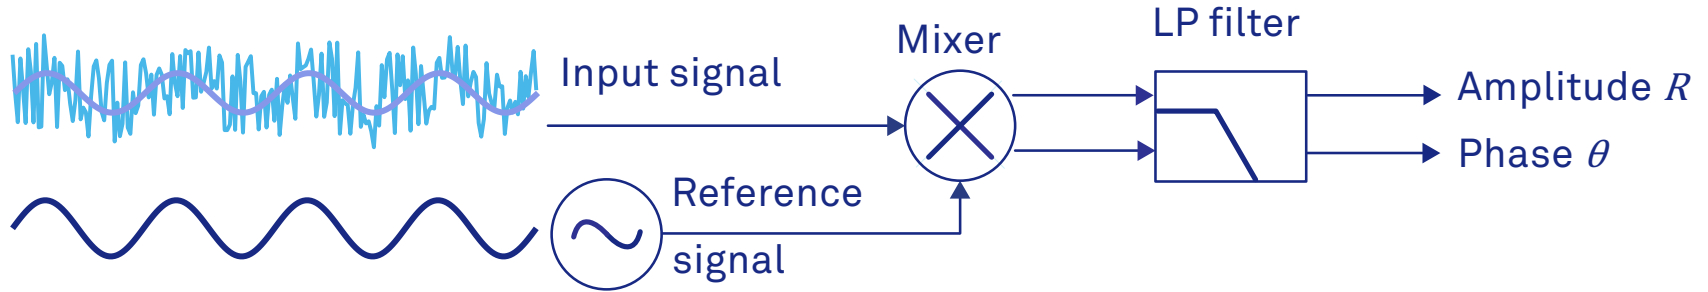 Input signal
Mixer
LP filter
Amplitude R
Phase θ
Reference
signal